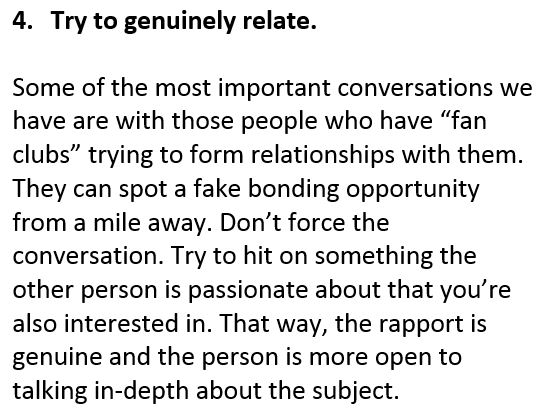 4. Try to genuinely relate.
Some of the most important conversations we
have are with those people who have “fan
clubs” trying to form relationships with them.
They can spot a fake bonding opportunity
from a mile away. Don’t force the
conversation. Try to hit on something the
other person is passionate about that you’re
also interested in. That way, the rapport is
genuine and the person is more open to
talking in-depth about the subject.